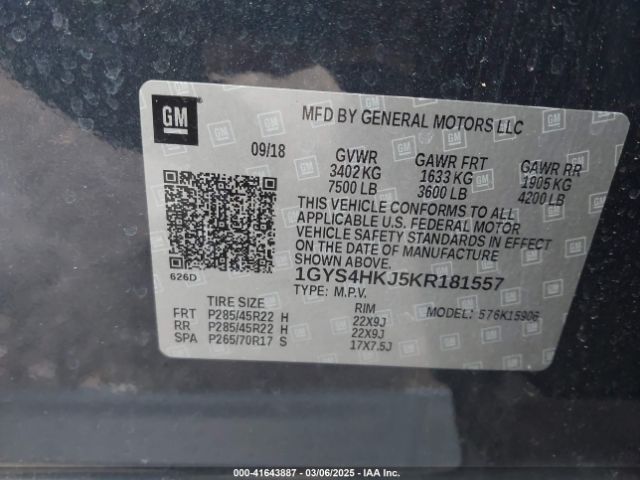 GM
MFD BY GENERAL MOTORS LLC
09/18
GVWR GAWR FRT GAWR RR
3402 KG 1633 KG 1905 KG
7500 LB 3600 LB 4200 LB
THIS VEHICLE CONFORMS TO ALL
APPLICABLE U.S. FEDERAL MOTOR
VEHICLE SAFETY STANDARDS IN
EFFECT ON THE DATE OF MANUFACTURE
SHOWN ABOVE.
1GYS4HKJ5KR181557
TYPE: M.P.V.
626D
TIRE SIZE RIM MODEL: 576K15906
FRT P285/45R22 H 22X9J
RR P285/45R22 H 22X9J
SPA P265/70R17 S 17X7.5J
000-41643887 - 03/06/2025 - IAAI.COM